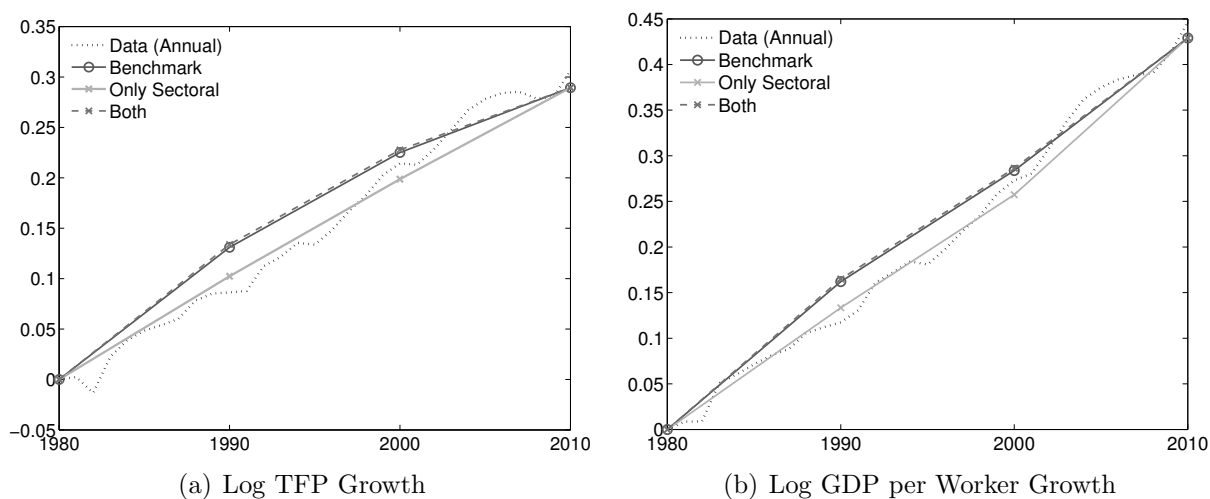 0.35
0.3
0.25
0.2
0.15
0.1
0.05
0
−0.05
1980 1990 2000 2010
Data (Annual)
Benchmark
Only Sectoral
Both
(a) Log TFP Growth
0.45
0.4
0.35
0.3
0.25
0.2
0.15
0.1
0.05
0
1980 1990 2000 2010
Data (Annual)
Benchmark
Only Sectoral
Both
(b) Log GDP per Worker Growth